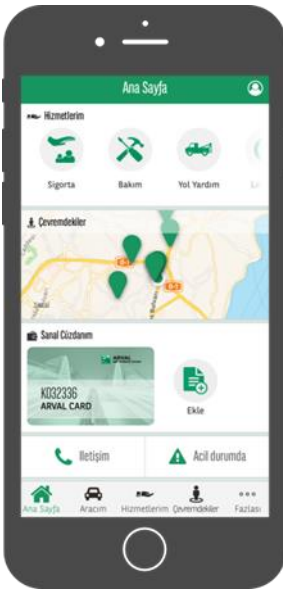 Ana Sayfa
Hizmetlerim
Sigorta
Bakım
Yol Yardım
Çevremdekiler
Sanal Cüzdanım
ARVAL
K032336
ARVAL CARD
Ekle
İletişim
Acil durumda
Ana Sayfa
Aracım
Hizmetlerim
Çevremdekiler
Fazlası